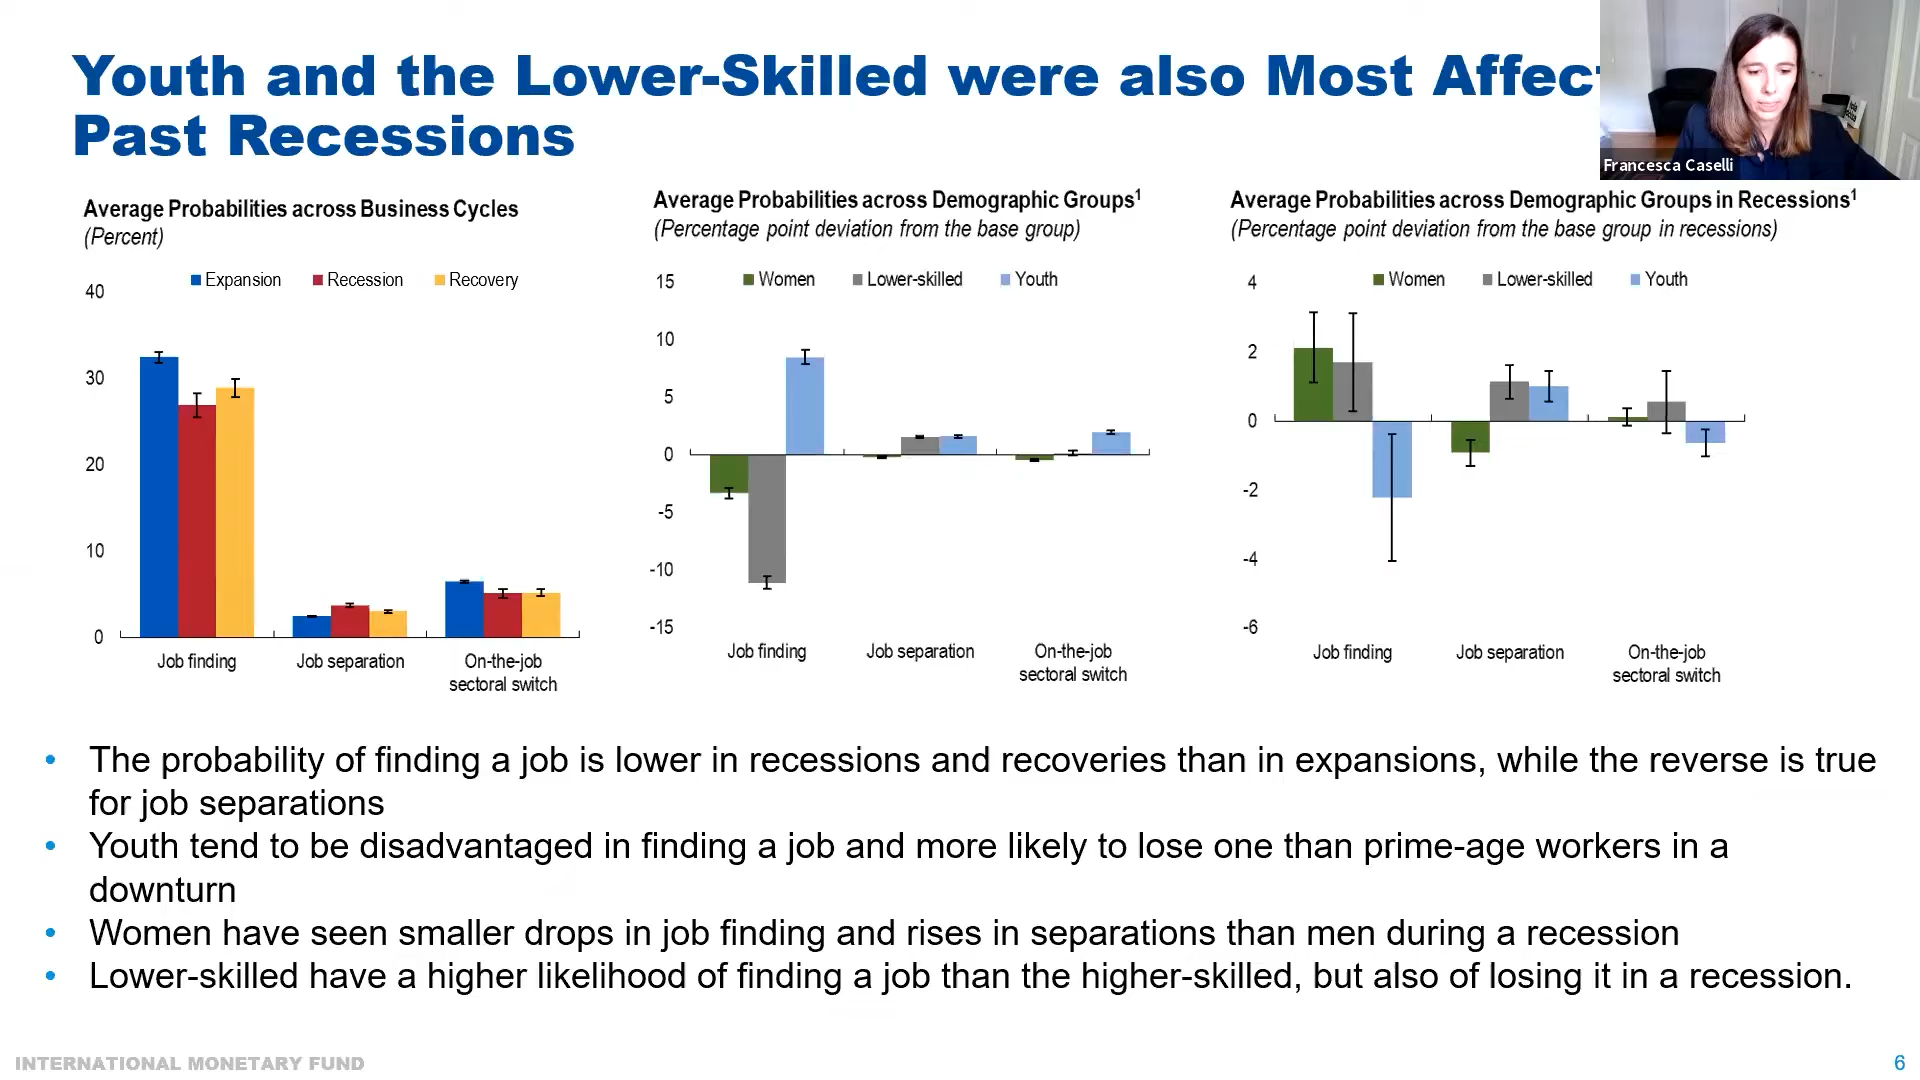 Youth and the Lower-Skilled were also Most Affec
Past Recessions
Francesca Caselli
Average Probabilities across Business Cycles
(Percent)
Expansion Recession Recovery
40
30
20
10
0
Job finding Job separation On-the-job
sectoral switch
Average Probabilities across Demographic Groups¹
(Percentage point deviation from the base group)
Women Lower-skilled Youth
15
10
5
0
-5
-10
-15
Job finding Job separation On-the-job
sectoral switch
Average Probabilities across Demographic Groups in Recessions¹
(Percentage point deviation from the base group in recessions)
Women Lower-skilled Youth
4
2
0
-2
-4
-6
Job finding Job separation On-the-job
sectoral switch
• The probability of finding a job is lower in recessions and recoveries than in expansions, while the reverse is true
for job separations
• Youth tend to be disadvantaged in finding a job and more likely to lose one than prime-age workers in a
downturn
• Women have seen smaller drops in job finding and rises in separations than men during a recession
• Lower-skilled have a higher likelihood of finding a job than the higher-skilled, but also of losing it in a recession.
INTERNATIONAL MONETARY FUND
6